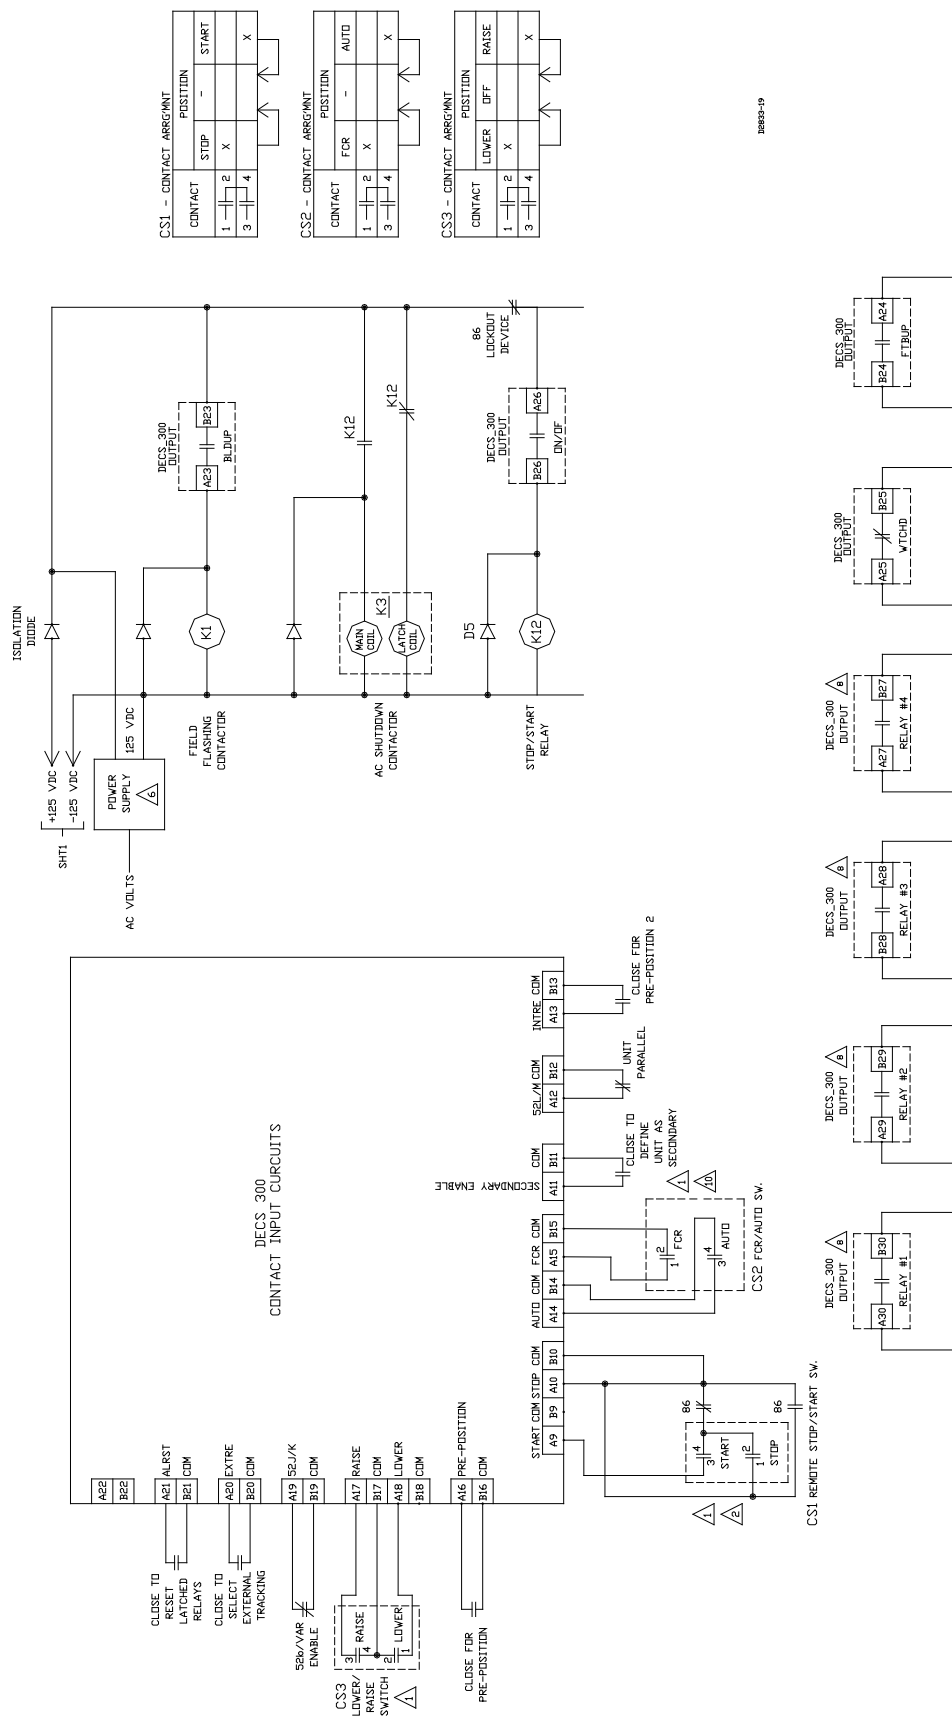 CS1 - CONTACT ARRG'MNT
CONTACT
POSITION
STOP
-
START
1
2
X
3
4
X
CS2 - CONTACT ARRG'MNT
CONTACT
POSITION
FCR
-
AUTO
1
2
X
3
4
X
CS3 - CONTACT ARRG'MNT
CONTACT
POSITION
LOWER
OFF
RAISE
1
2
X
3
4
X
D2833-19
SHT1
+125 VDC
-125 VDC
ISOLATION
DIODE
AC VOLTS
POWER
SUPPLY
6
125 VDC
FIELD
FLASHING
CONTACTOR
K1
DECS_300
OUTPUT
A23
B23
BLDUP
AC SHUTDOWN
CONTACTOR
MAIN
COIL
K3
LATCH
COIL
K12
K12
86
LOCKOUT
DEVICE
STOP/START
RELAY
D5
K12
DECS_300
OUTPUT
B26
A26
ON/OF
DECS 300
CONTACT INPUT CURCUITS
A22
B22
A21
ALRST
B21
COM
CLOSE TO
RESET
LATCHED
RELAYS
A20
EXTRE
B20
COM
CLOSE TO
SELECT
EXTERNAL
TRACKING
A19
52J/K
B19
COM
52b/VAR
ENABLE
A17
RAISE
B17
COM
A18
LOWER
B18
COM
CS3
LOWER/
RAISE
SWITCH
1
3
RAISE
4
2
LOWER
1
A16
PRE-POSITION
B16
COM
CLOSE FOR
PRE-POSITION
START COM
A9
B9
STOP COM
A10
B10
AUTO COM
A14
B14
FCR COM
A15
B15
SECONDARY ENABLE
COM
A11
B11
52L/M COM
A12
B12
INTRE COM
A13
B13
1
2
3
4
START
86
1
2
STOP
86
CS1 REMOTE STOP/START SW.
1
2
FCR
3
4
AUTO
CS2 FCR/AUTO SW.
1
10
CLOSE TO
DEFINE
UNIT AS
SECONDARY
UNIT
PARALLEL
CLOSE FOR
PRE-POSITION 2
DECS_300
OUTPUT
8
A30
B30
RELAY #1
DECS_300
OUTPUT
8
A29
B29
RELAY #2
DECS_300
OUTPUT
8
B28
A28
RELAY #3
DECS_300
OUTPUT
8
A27
B27
RELAY #4
DECS_300
OUTPUT
A25
B25
WTCHD
DECS_300
OUTPUT
B24
A24
FTBUP